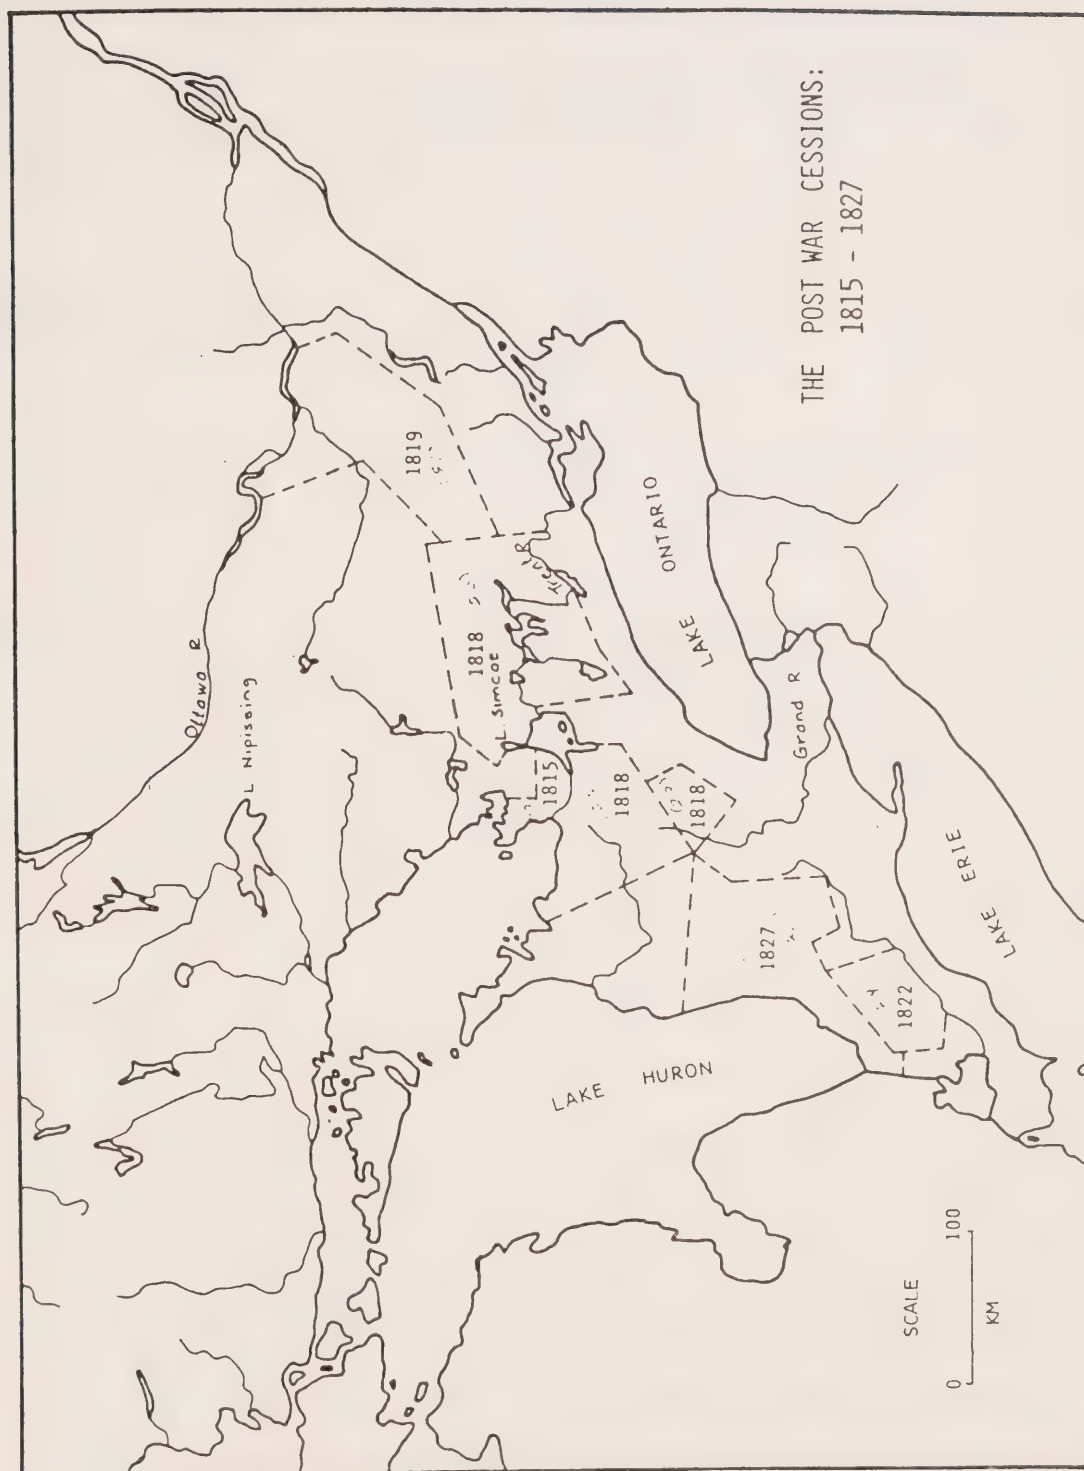 THE POST WAR CESSIONS:
1815 - 1827
Ottawa R
L Nipissing
1819
1818
L. Simcoe
Trent R
1815
1818
1818
LAKE ONTARIO
Grand R
1827
1822
LAKE ERIE
LAKE HURON
SCALE
0 100
KM